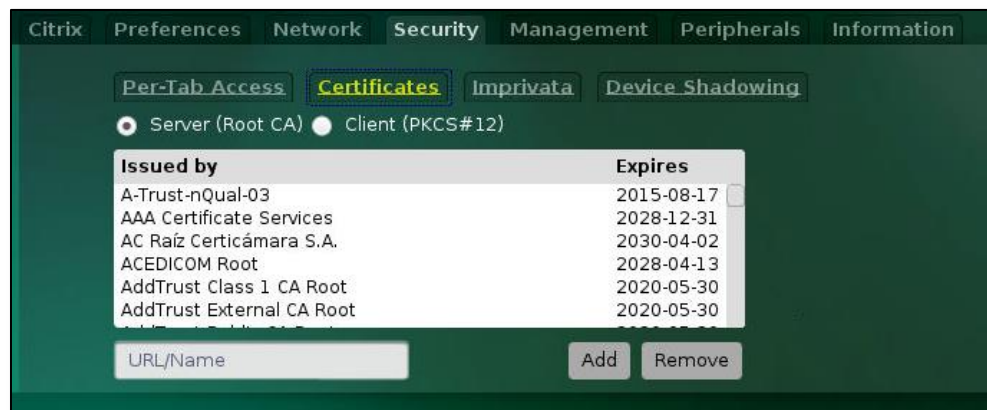 Citrix Preferences Network Security Management Peripherals Information
Per-Tab Access Certificates Imprivata Device Shadowing
Server (Root CA) Client (PKCS#12)
Issued by Expires
A-Trust-nQual-03 2015-08-17
AAA Certificate Services 2028-12-31
AC Raíz Certicámara S.A. 2030-04-02
ACEDICOM Root 2028-04-13
AddTrust Class 1 CA Root 2020-05-30
AddTrust External CA Root 2020-05-30
URL/Name Add Remove